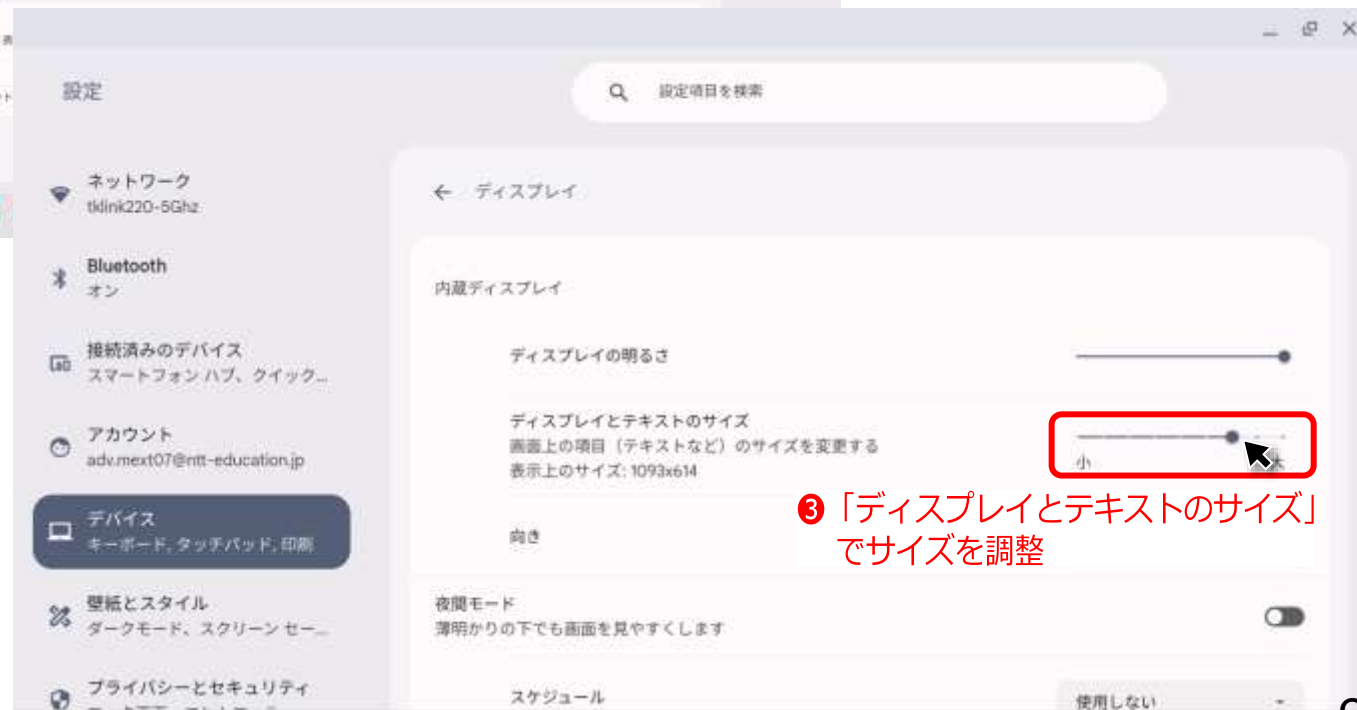 設定
設定項目を検索
ネットワーク
tklink220-5Ghz
Bluetooth
オン
接続済みのデバイス
スマートフォン ハブ、クイック...
アカウント
adv.mext07@ntt-education.jp
デバイス
キーボード, タッチパッド, 印刷
壁紙とスタイル
ダークモード、スクリーン セー...
プライバシーとセキュリティ
← ディスプレイ
内蔵ディスプレイ
ディスプレイの明るさ
ディスプレイとテキストのサイズ
画面上の項目（テキストなど）のサイズを変更する
表示上のサイズ: 1093x614
小 大
❸「ディスプレイとテキストのサイズ」
でサイズを調整
向き
夜間モード
薄明かりの下でも画面を見やすくします
スケジュール
使用しない